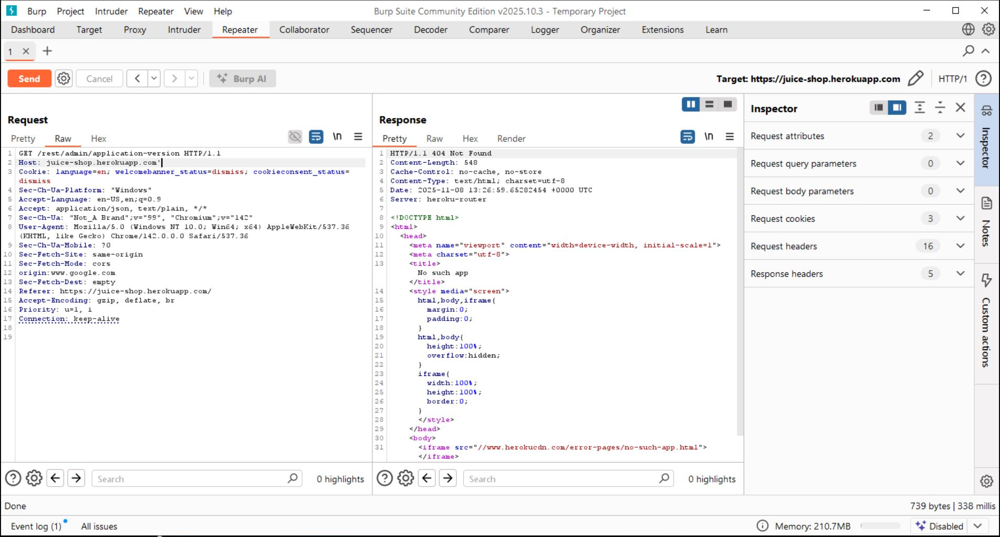 Burp Project Intruder Repeater View Help Burp Suite Community Edition v2025.10.3 - Temporary Project
Dashboard Target Proxy Intruder Repeater Collaborator Sequencer Decoder Comparer Logger Organizer Extensions Learn
1
Send Cancel Burp AI Target: https://juice-shop.herokuapp.com HTTP/1
Request
Pretty Raw Hex \n
1 GET /rest/admin/application-version HTTP/1.1
2 Host: juice-shop.herokuapp.com'
3 Cookie: language=en; welcomebanner_status=dismiss; cookieconsent_status=
dismiss
4 Sec-Ch-Ua-Platform: "Windows"
5 Accept-Language: en-US,en;q=0.9
6 Accept: application/json, text/plain, */*
7 Sec-Ch-Ua: "Not_A Brand";v="99", "Chromium";v="142"
8 User-Agent: Mozilla/5.0 (Windows NT 10.0; Win64; x64) AppleWebKit/537.36
(KHTML, like Gecko) Chrome/142.0.0.0 Safari/537.36
9 Sec-Ch-Ua-Mobile: ?0
10 Sec-Fetch-Site: same-origin
11 Sec-Fetch-Mode: cors
12 origin:www.google.com
13 Sec-Fetch-Dest: empty
14 Referer: https://juice-shop.herokuapp.com/
15 Accept-Encoding: gzip, deflate, br
16 Priority: u=1, i
17 Connection: keep-alive
18
19
Search 0 highlights
Response
Pretty Raw Hex Render \n
1 HTTP/1.1 404 Not Found
2 Content-Length: 548
3 Cache-Control: no-cache, no-store
4 Content-Type: text/html; charset=utf-8
5 Date: 2025-11-08 13:26:59.65282454 +0000 UTC
6 Server: heroku-router
7
8 <!DOCTYPE html>
9 <html>
10 <head>
11 <meta name="viewport" content="width=device-width, initial-scale=1">
12 <meta charset="utf-8">
13 <title>
No such app
</title>
14 <style media="screen">
15 html,body,iframe{
16 margin:0;
17 padding:0;
18 }
19 html,body{
20 height:100%;
21 overflow:hidden;
22 }
23 iframe{
24 width:100%;
25 height:100%;
26 border:0;
27 }
28 </style>
29 </head>
30 <body>
31 <iframe src="//www.herokucdn.com/error-pages/no-such-app.html">
</iframe>
Search 0 highlights
Inspector
Request attributes 2
Request query parameters 0
Request body parameters 0
Request cookies 3
Request headers 16
Response headers 5
Inspector
Notes
Custom actions
Done 739 bytes | 338 millis
Event log (1) All issues Memory: 210.7MB Disabled